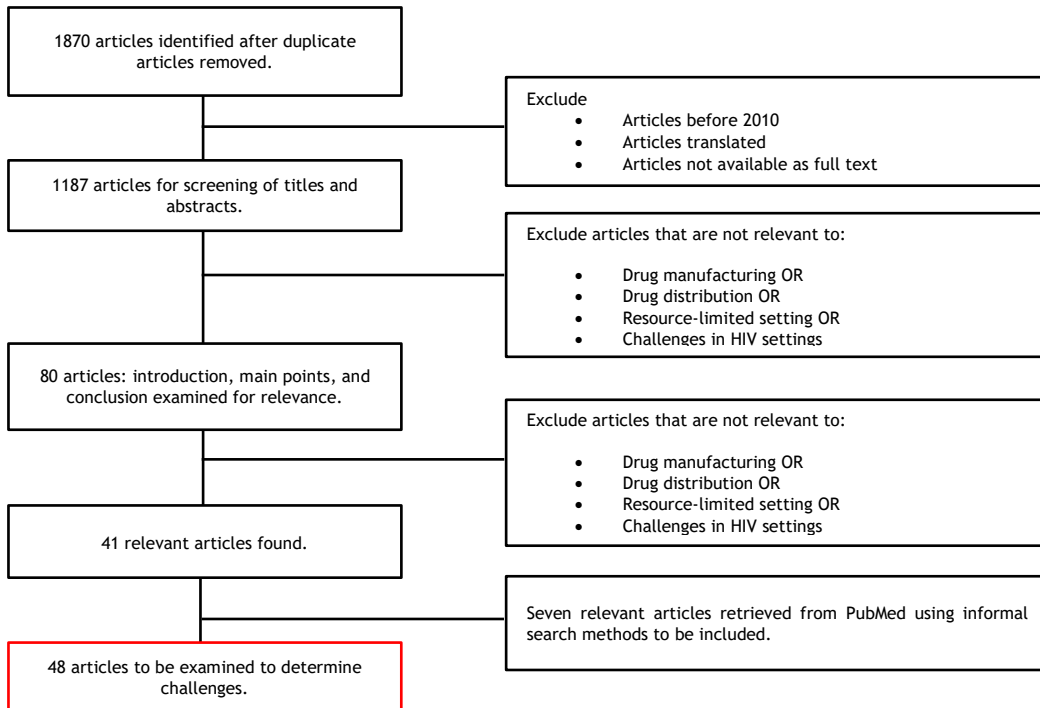 1870 articles identified after duplicate
articles removed.
Exclude
• Articles before 2010
• Articles translated
• Articles not available as full text
1187 articles for screening of titles and
abstracts.
Exclude articles that are not relevant to:
• Drug manufacturing OR
• Drug distribution OR
• Resource-limited setting OR
• Challenges in HIV settings
80 articles: introduction, main points, and
conclusion examined for relevance.
Exclude articles that are not relevant to:
• Drug manufacturing OR
• Drug distribution OR
• Resource-limited setting OR
• Challenges in HIV settings
41 relevant articles found.
Seven relevant articles retrieved from PubMed using informal
search methods to be included.
48 articles to be examined to determine
challenges.